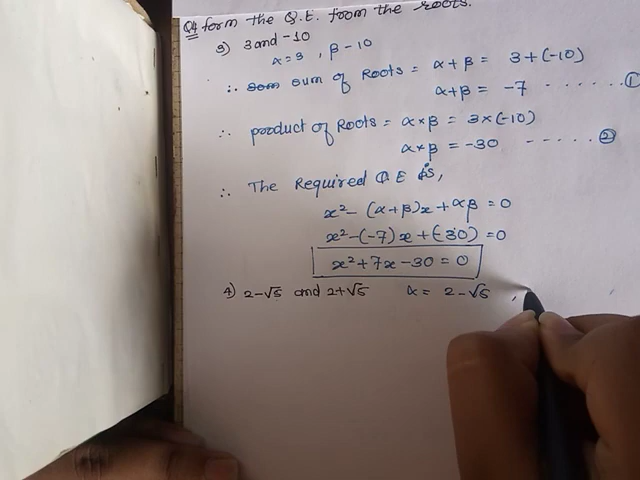 Q4 form the Q.E. from the roots.
3) 3 and -10
α=3 , β-10
∴ som sum of Roots = α+β = 3+(-10)
α+β = -7 ...... ①
∴ product of Roots = α×β = 3×(-10)
α×β = -30 ..... ②
∴ The Required Q E is,
x²-(α+β)x+αβ=0
x²-(-7)x+(-30)=0
x²+7x-30=0
4) 2-√5 and 2+√5 α = 2-√5 ,